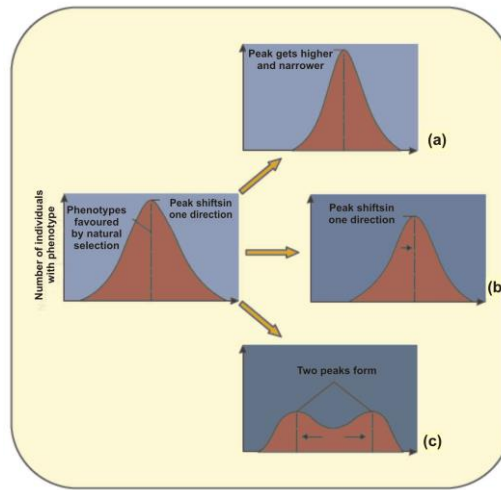 Peak gets higher
and narrower
(a)
Number of individuals
with phenotype
Phenotypes
favoured
by natural
selection
Peak shiftsin
one direction
Peak shiftsin
one direction
(b)
Two peaks form
(c)